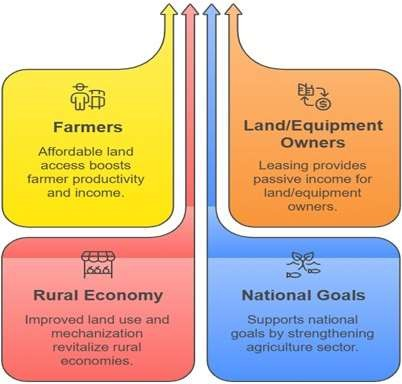 Farmers
Affordable land
access boosts
farmer productivity
and income.
Land/Equipment
Owners
Leasing provides
passive income for
land/equipment
owners.
Rural Economy
Improved land use and
mechanization
revitalize rural
economies.
National Goals
Supports national
goals by strengthening
agriculture sector.